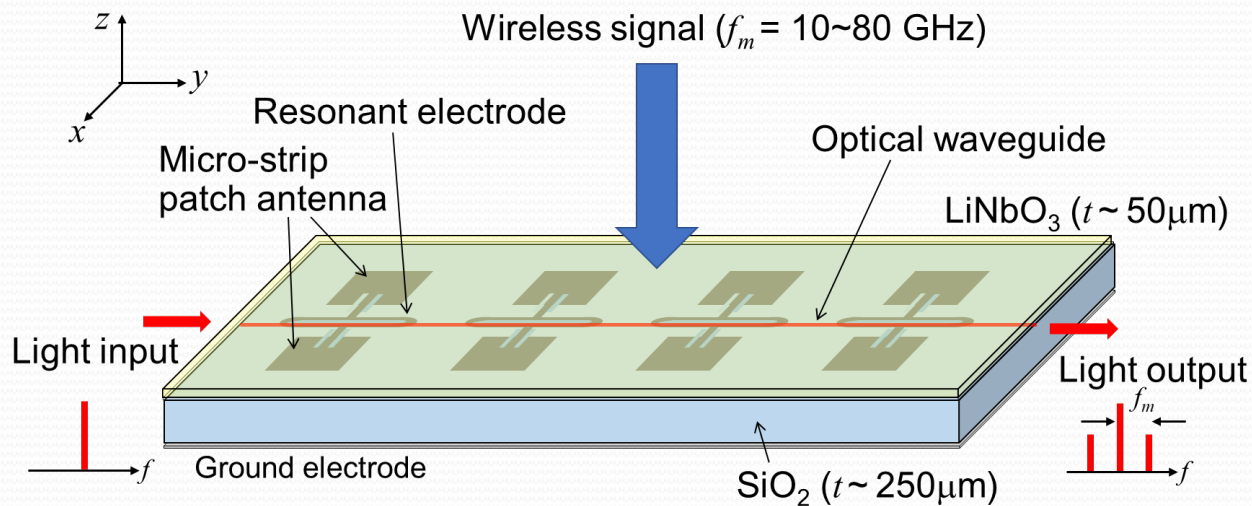 z
Wireless signal (fₘ = 10~80 GHz)
y
x
Resonant electrode
Optical waveguide
Micro-strip
patch antenna
LiNbO₃ (t ~ 50μm)
Light input
Light output
fₘ
f
f
Ground electrode
SiO₂ (t ~ 250μm)